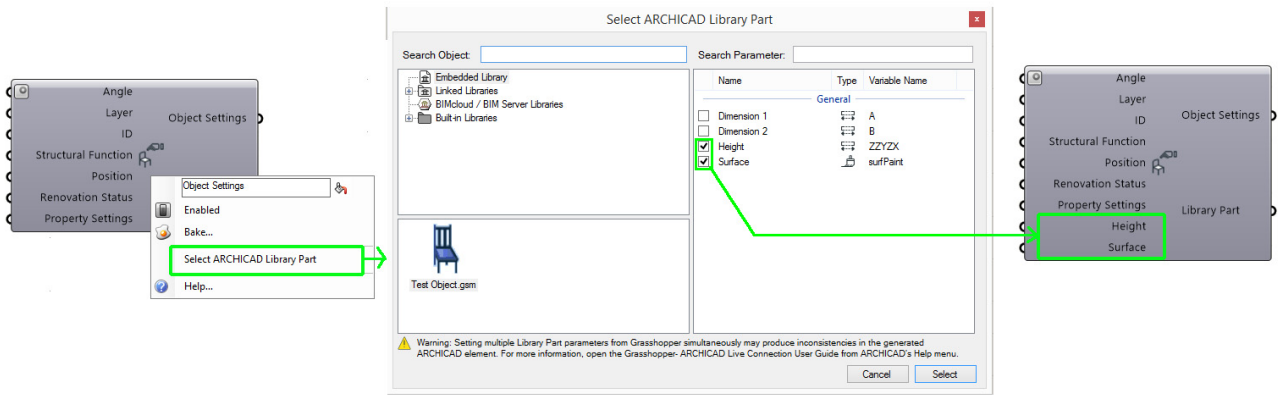 Angle
Layer
ID
Structural Function
Position
Renovation Status
Property Settings
Object Settings
Object Settings
Enabled
Bake...
Select ARCHICAD Library Part
Help...
Select ARCHICAD Library Part
x
Search Object:
Search Parameter:
Embedded Library
Linked Libraries
BIMcloud / BIM Server Libraries
Built-in Libraries
Name Type Variable Name
General
Dimension 1 A
Dimension 2 B
Height ZZYZX
Surface surfPaint
Test Object.gsm
Warning: Setting multiple Library Part parameters from Grasshopper simultaneously may produce inconsistencies in the generated
ARCHICAD element. For more information, open the Grasshopper- ARCHICAD Live Connection User Guide from ARCHICAD's Help menu.
Cancel Select
Angle
Layer
ID
Structural Function
Position
Renovation Status
Property Settings
Height
Surface
Object Settings
Library Part